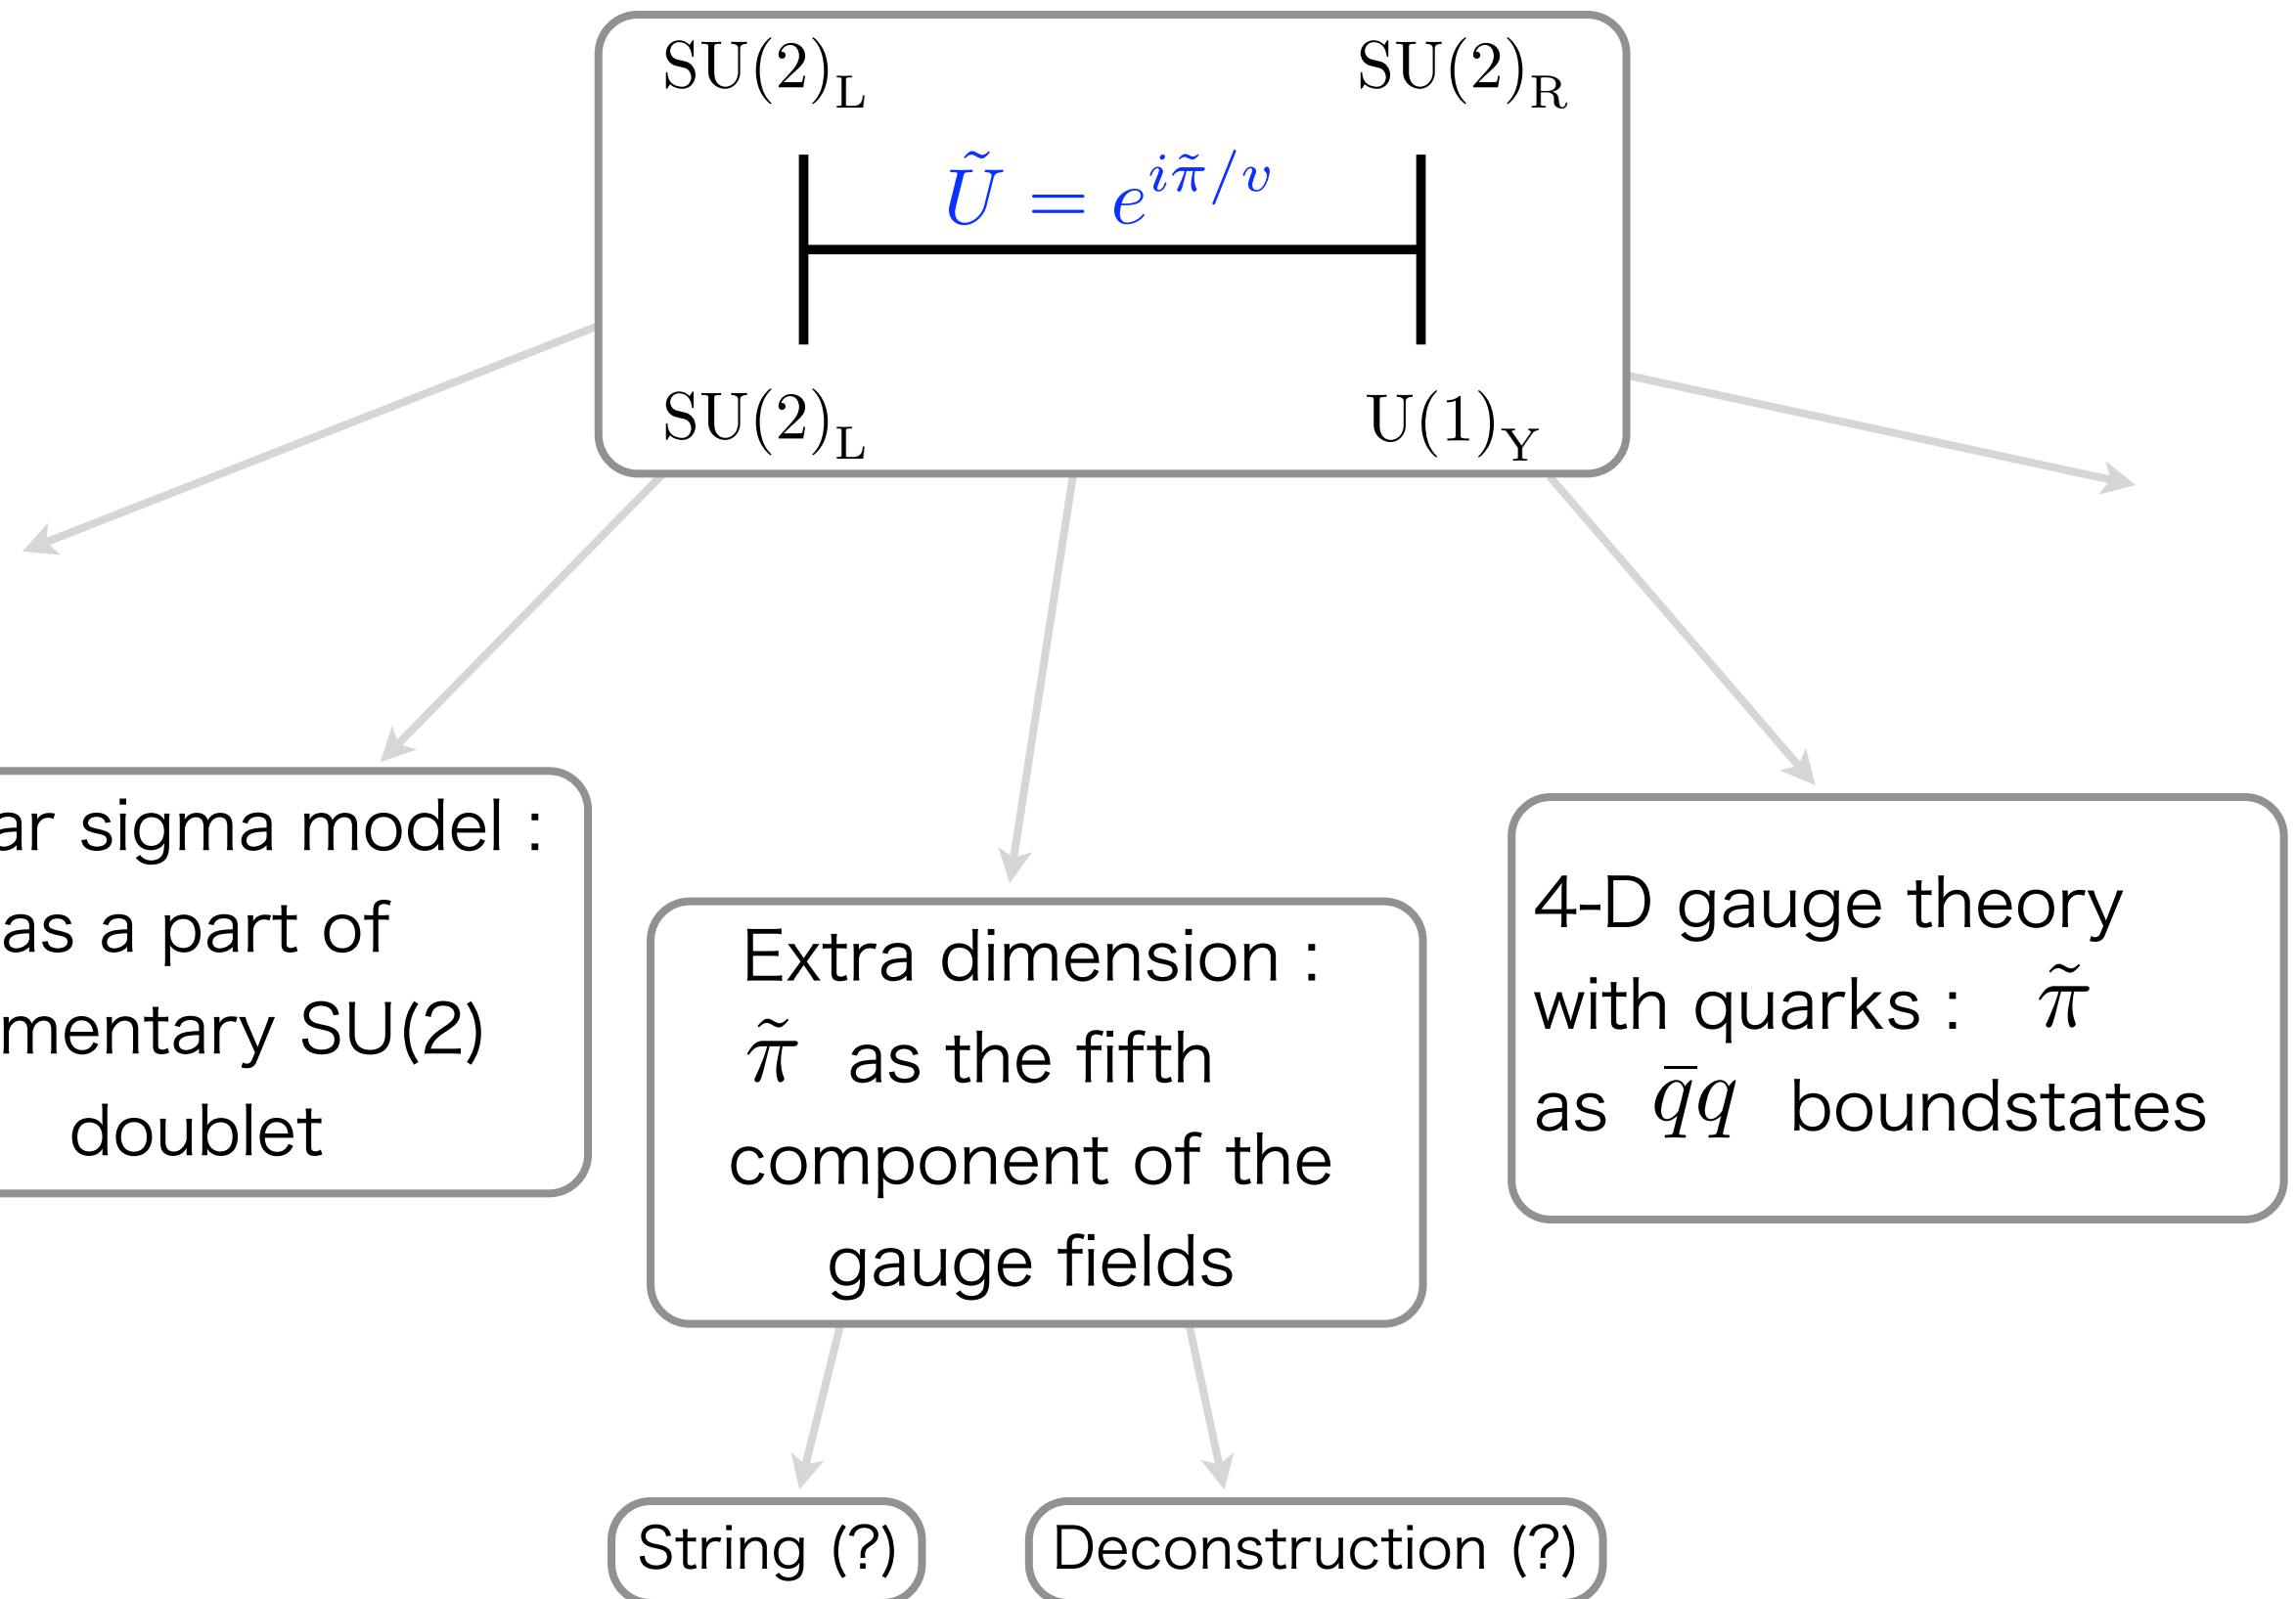 SU(2)_L SU(2)_R
Ũ = e^{iπ̃/v}
SU(2)_L U(1)_Y
sigma model :
as a part of
SU(2)
doublet
Extra dimension :
π̃ as the fifth
component of the
gauge fields
4-D gauge theory
with quarks : π̃
as q̅q boundstates
String (?)
Deconstruction (?)